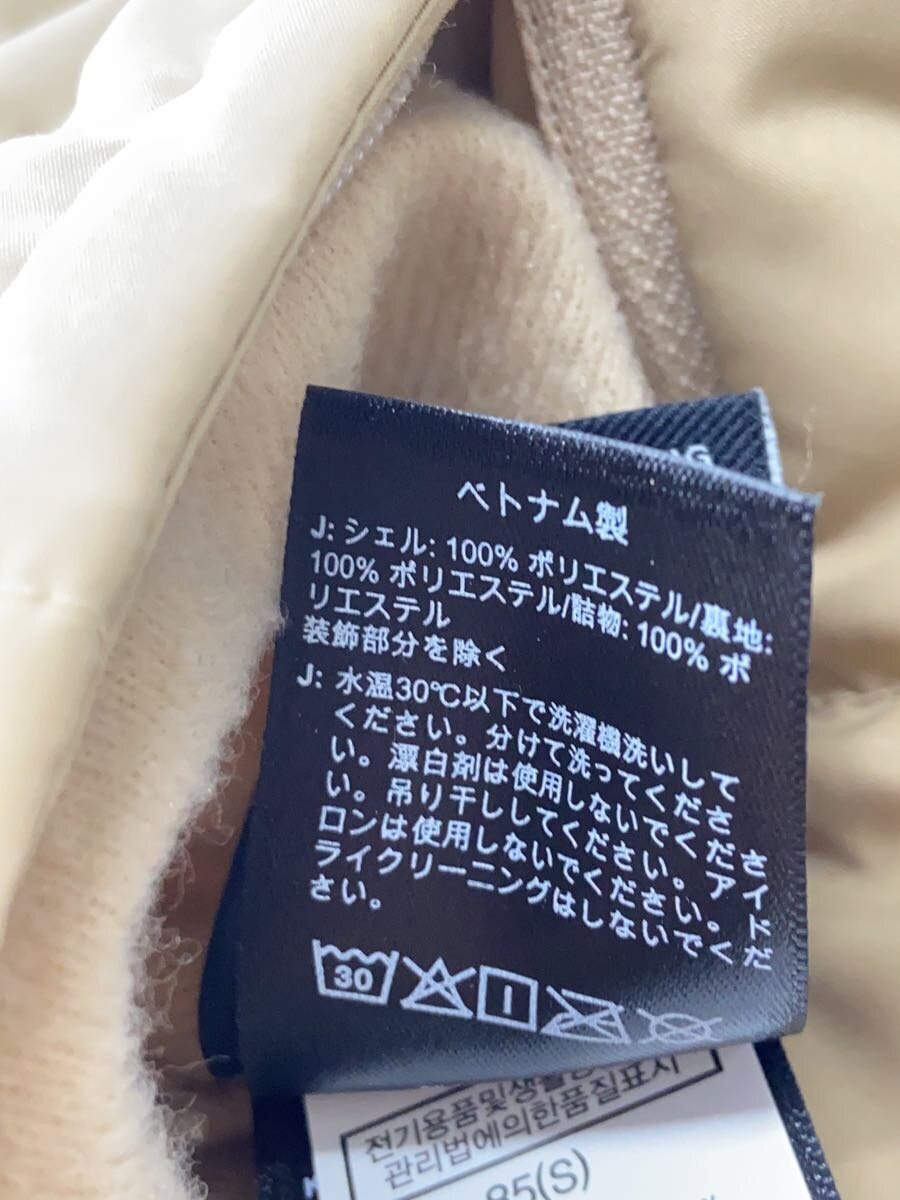 ベトナム製
J: シェル: 100% ポリエステル/裏地:
100% ポリエステル/詰物: 100% ポ
リエステル
装飾部分を除く
J: 水温30℃以下で洗濯機洗いして
ください。分けて洗ってくださ
い。漂白剤は使用しないでくださ
い。吊り干ししてください。アイ
ロンは使用しないでください。ド
ライクリーニングはしないでくだ
さい。
30
전기용품및생활
관리법에의한품질표시
85(S)